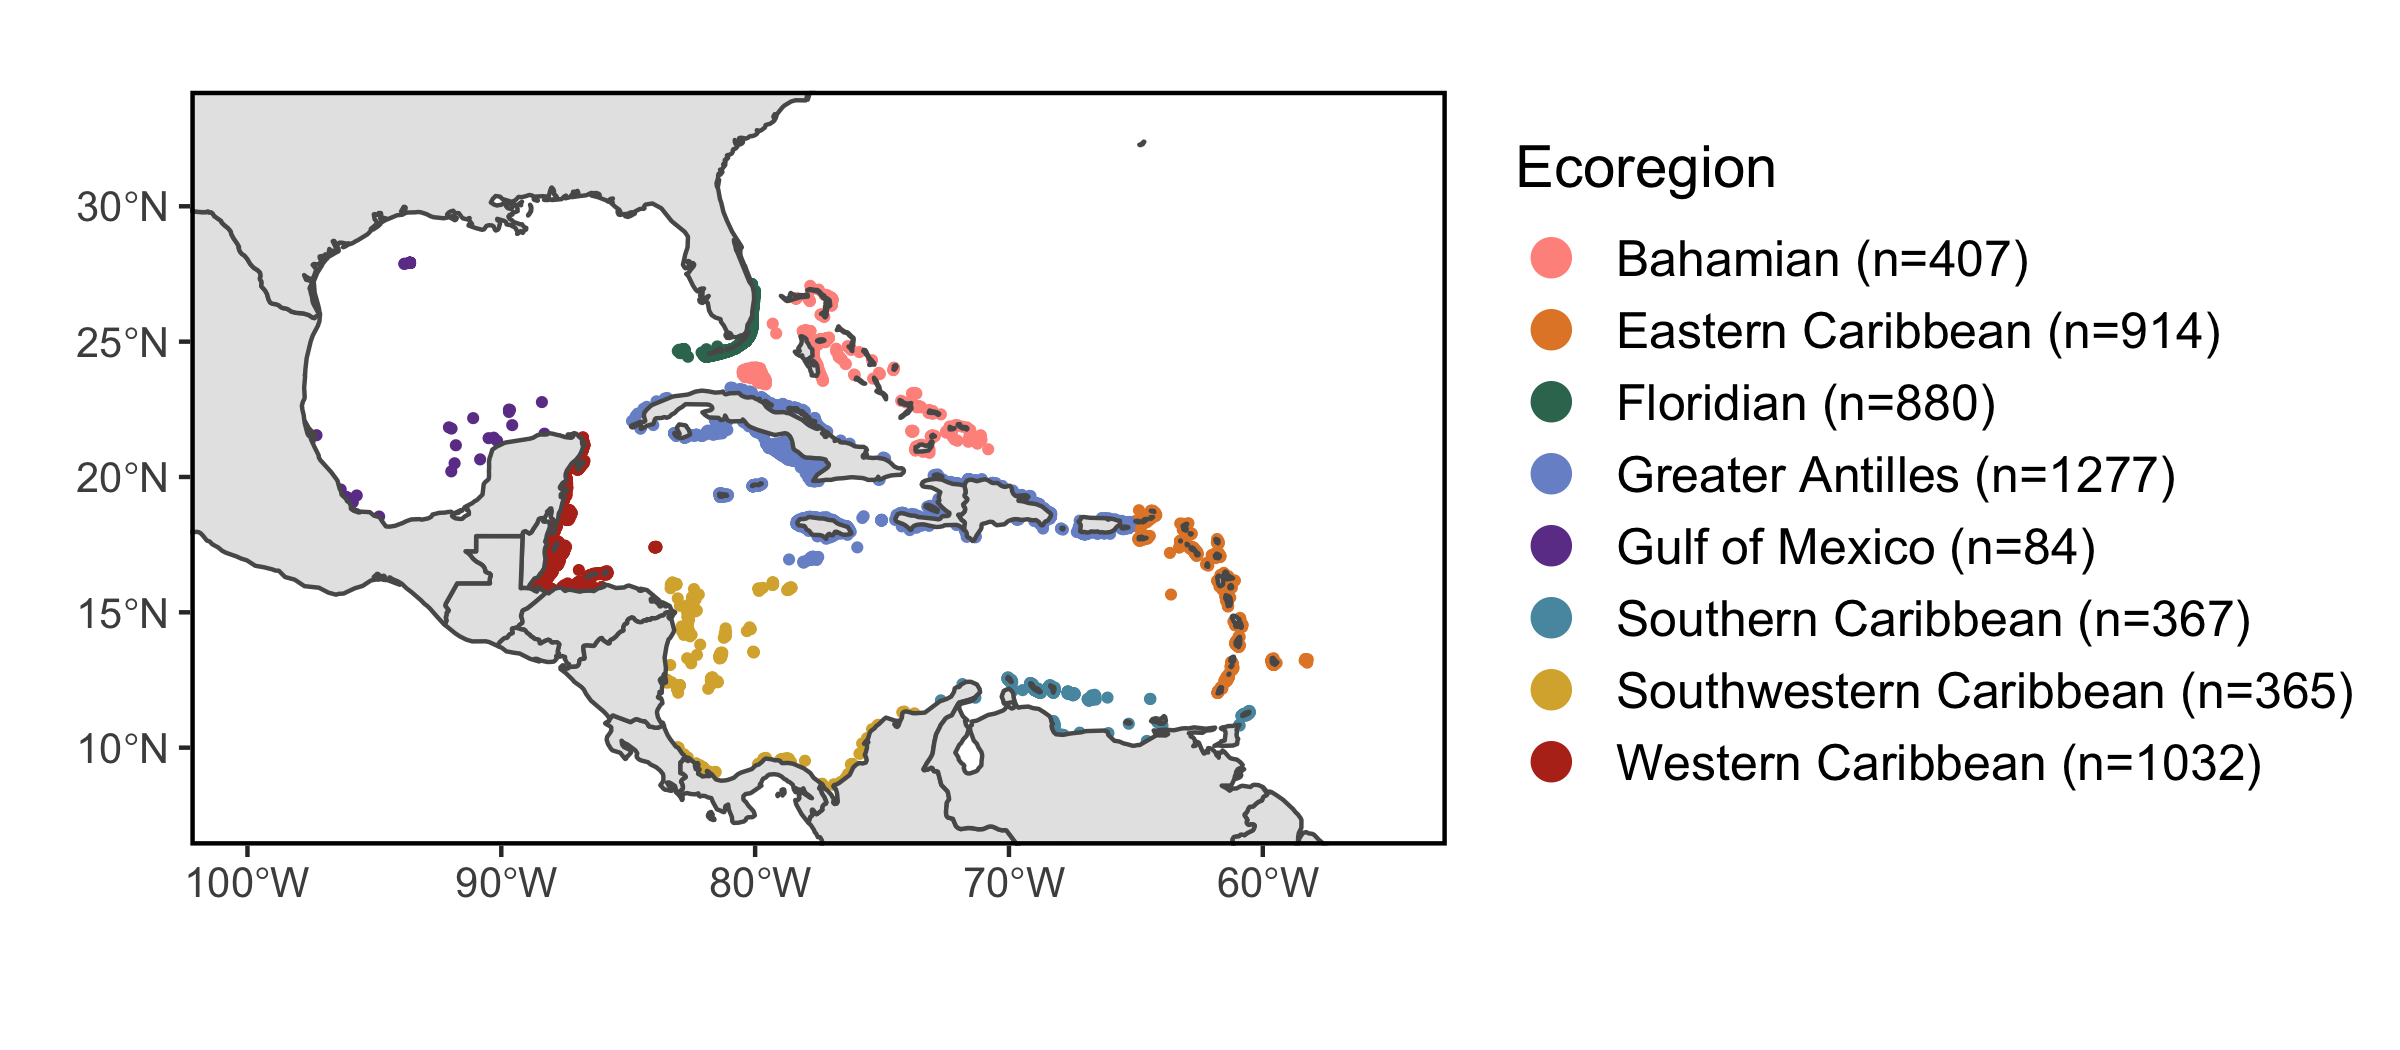 30°N
25°N
20°N
15°N
10°N
100°W
90°W
80°W
70°W
60°W
Ecoregion
Bahamian (n=407)
Eastern Caribbean (n=914)
Floridian (n=880)
Greater Antilles (n=1277)
Gulf of Mexico (n=84)
Southern Caribbean (n=367)
Southwestern Caribbean (n=365)
Western Caribbean (n=1032)